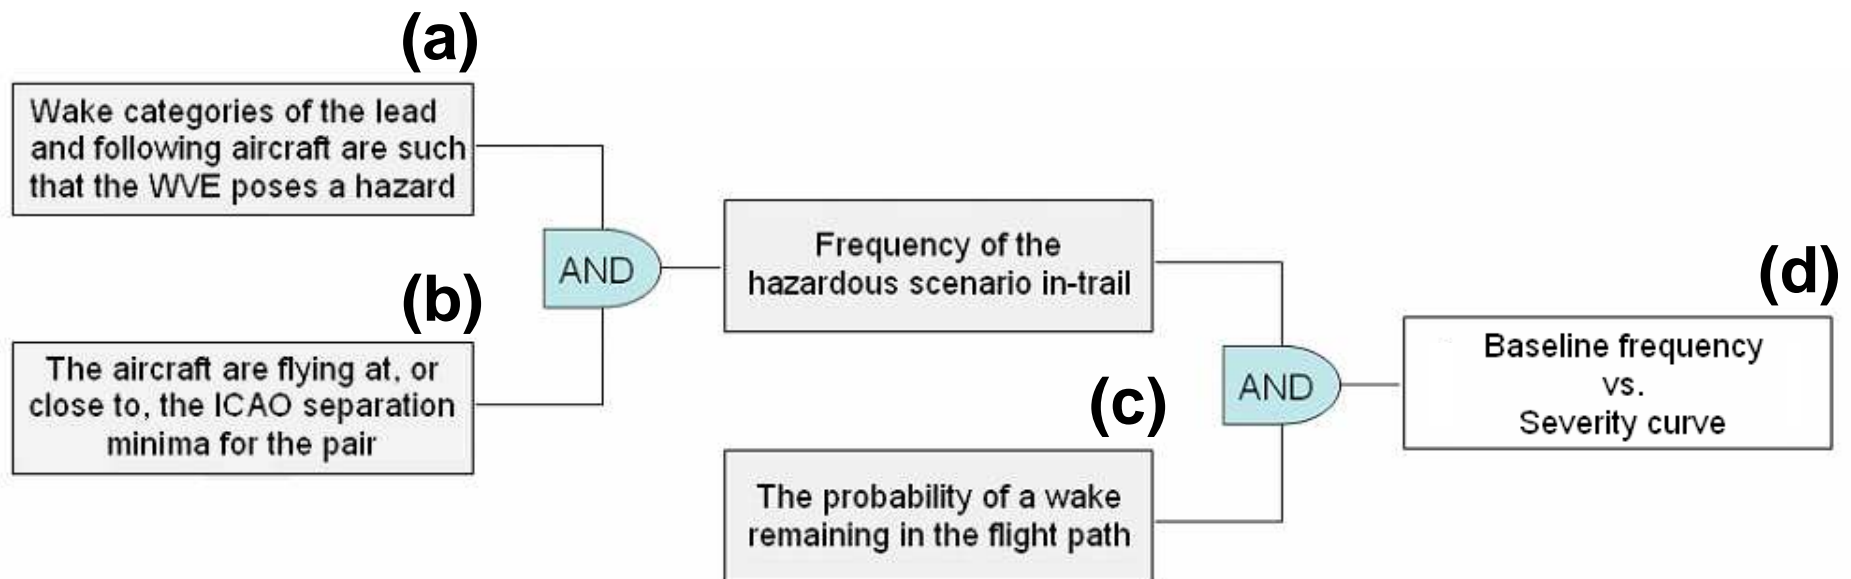 (a)
Wake categories of the lead
and following aircraft are such
that the WVE poses a hazard
(b)
The aircraft are flying at, or
close to, the ICAO separation
minima for the pair
AND
Frequency of the
hazardous scenario in-trail
(c)
The probability of a wake
remaining in the flight path
AND
(d)
Baseline frequency
vs.
Severity curve